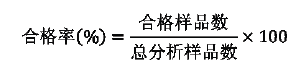 合格率(%) = 合格样品数 / 总分析样品数 × 100